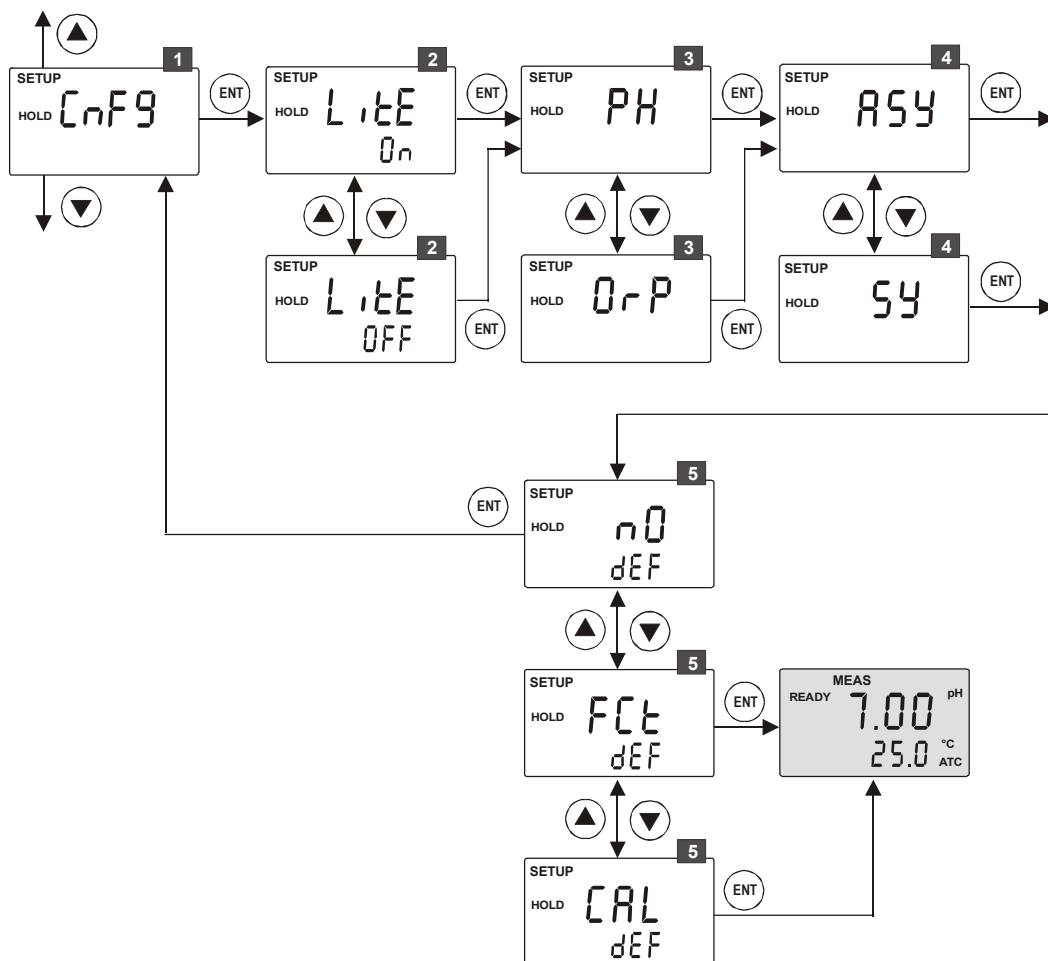 1
SETUP
HOLD CnFg
ENT
2
SETUP
HOLD LitE
On
ENT
3
SETUP
HOLD PH
ENT
4
SETUP
HOLD ASY
ENT
2
SETUP
HOLD LitE
OFF
ENT
3
SETUP
HOLD OrP
ENT
4
SETUP
HOLD SY
ENT
5
SETUP
HOLD nO
dEF
ENT
5
SETUP
HOLD FCt
dEF
ENT
MEAS
READY 7.00 pH
25.0 °C
ATC
5
SETUP
HOLD CAL
dEF
ENT